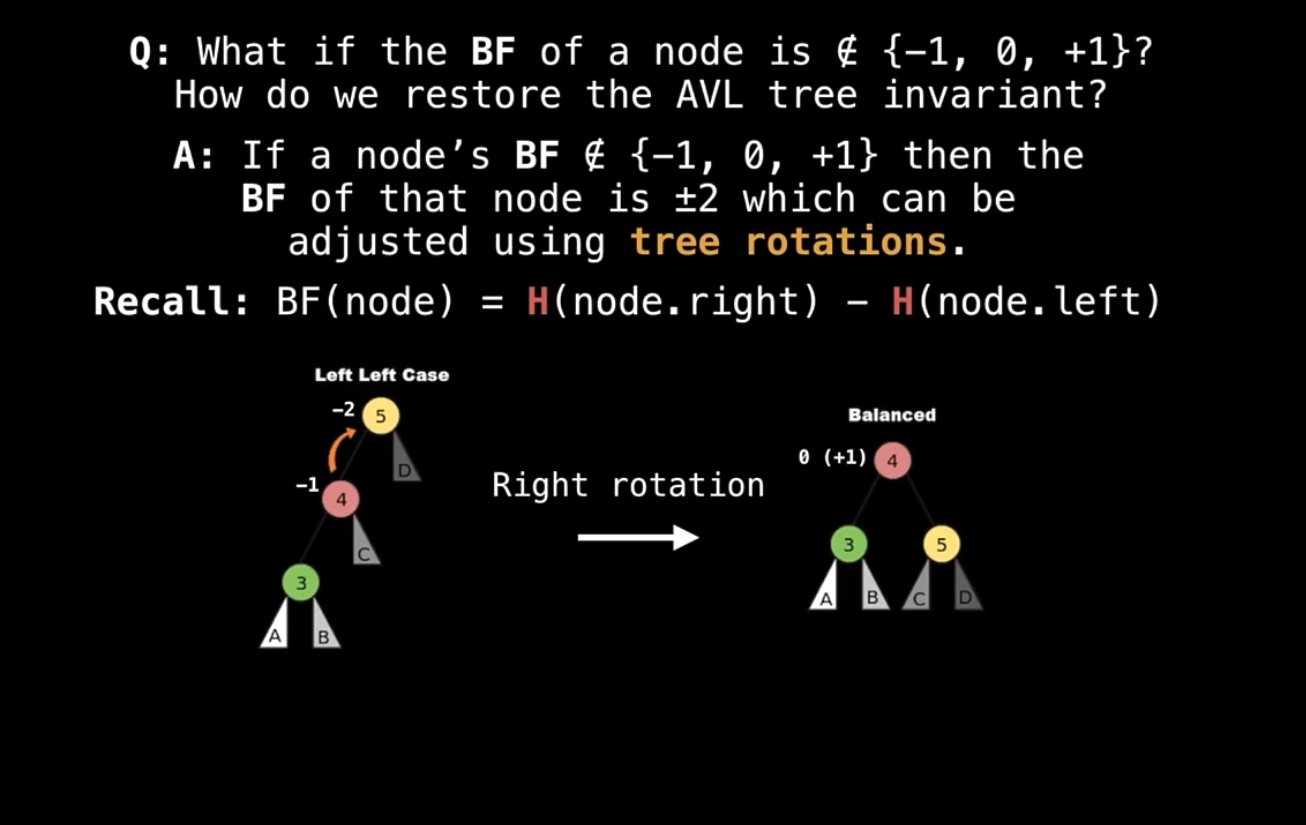 Q: What if the BF of a node is ∉ {−1, 0, +1}?
How do we restore the AVL tree invariant?
A: If a node’s BF ∉ {−1, 0, +1} then the
BF of that node is ±2 which can be
adjusted using tree rotations.
Recall: BF(node) = H(node.right) − H(node.left)
Left Left Case
−2
5
D
−1
4
C
3
A
B
Right rotation
Balanced
0 (+1)
4
3
5
A
B
C
D